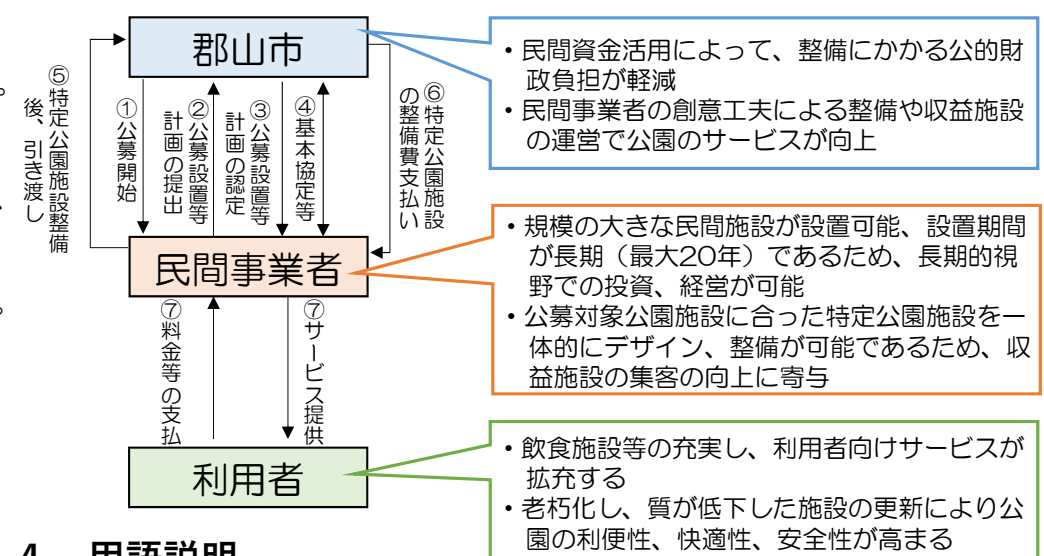 郡山市
⑤特定公園施設整備
後、引き渡し
①公募開始
②公募設置等
計画の提出
③公募設置等
計画の認定
④基本協定等
⑥特定公園施設
の整備費支払い
・民間資金活用によって、整備にかかる公的財
政負担が軽減
・民間事業者の創意工夫による整備や収益施設
の運営で公園のサービスが向上
民間事業者
・規模の大きな民間施設が設置可能、設置期間
が長期（最大20年）であるため、長期的視
野での投資、経営が可能
・公募対象公園施設に合った特定公園施設を一
体的にデザイン、整備が可能であるため、収
益施設の集客の向上に寄与
⑦料金等の支払
⑦サービス提供
利用者
・飲食施設等の充実し、利用者向けサービスが
拡充する
・老朽化し、質が低下した施設の更新により公
園の利便性、快適性、安全性が高まる
4 用語説明